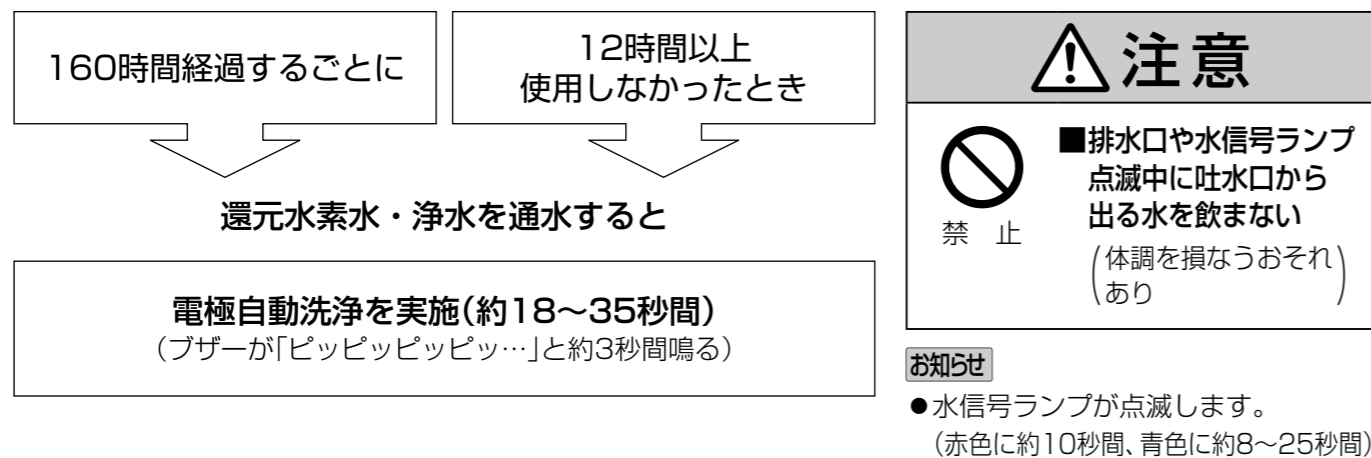 160時間経過するごとに
12時間以上
使用しなかったとき
還元水素水・浄水を通水すると
電極自動洗浄を実施(約18～35秒間)
(ブザーが「ピッピッピッピッ…」と約3秒間鳴る)
注意
禁 止
■排水口や水信号ランプ
点滅中に吐水口から
出る水を飲まない
(体調を損なうおそれ
あり)
お知らせ
●水信号ランプが点滅します。
(赤色に約10秒間、青色に約8～25秒間)